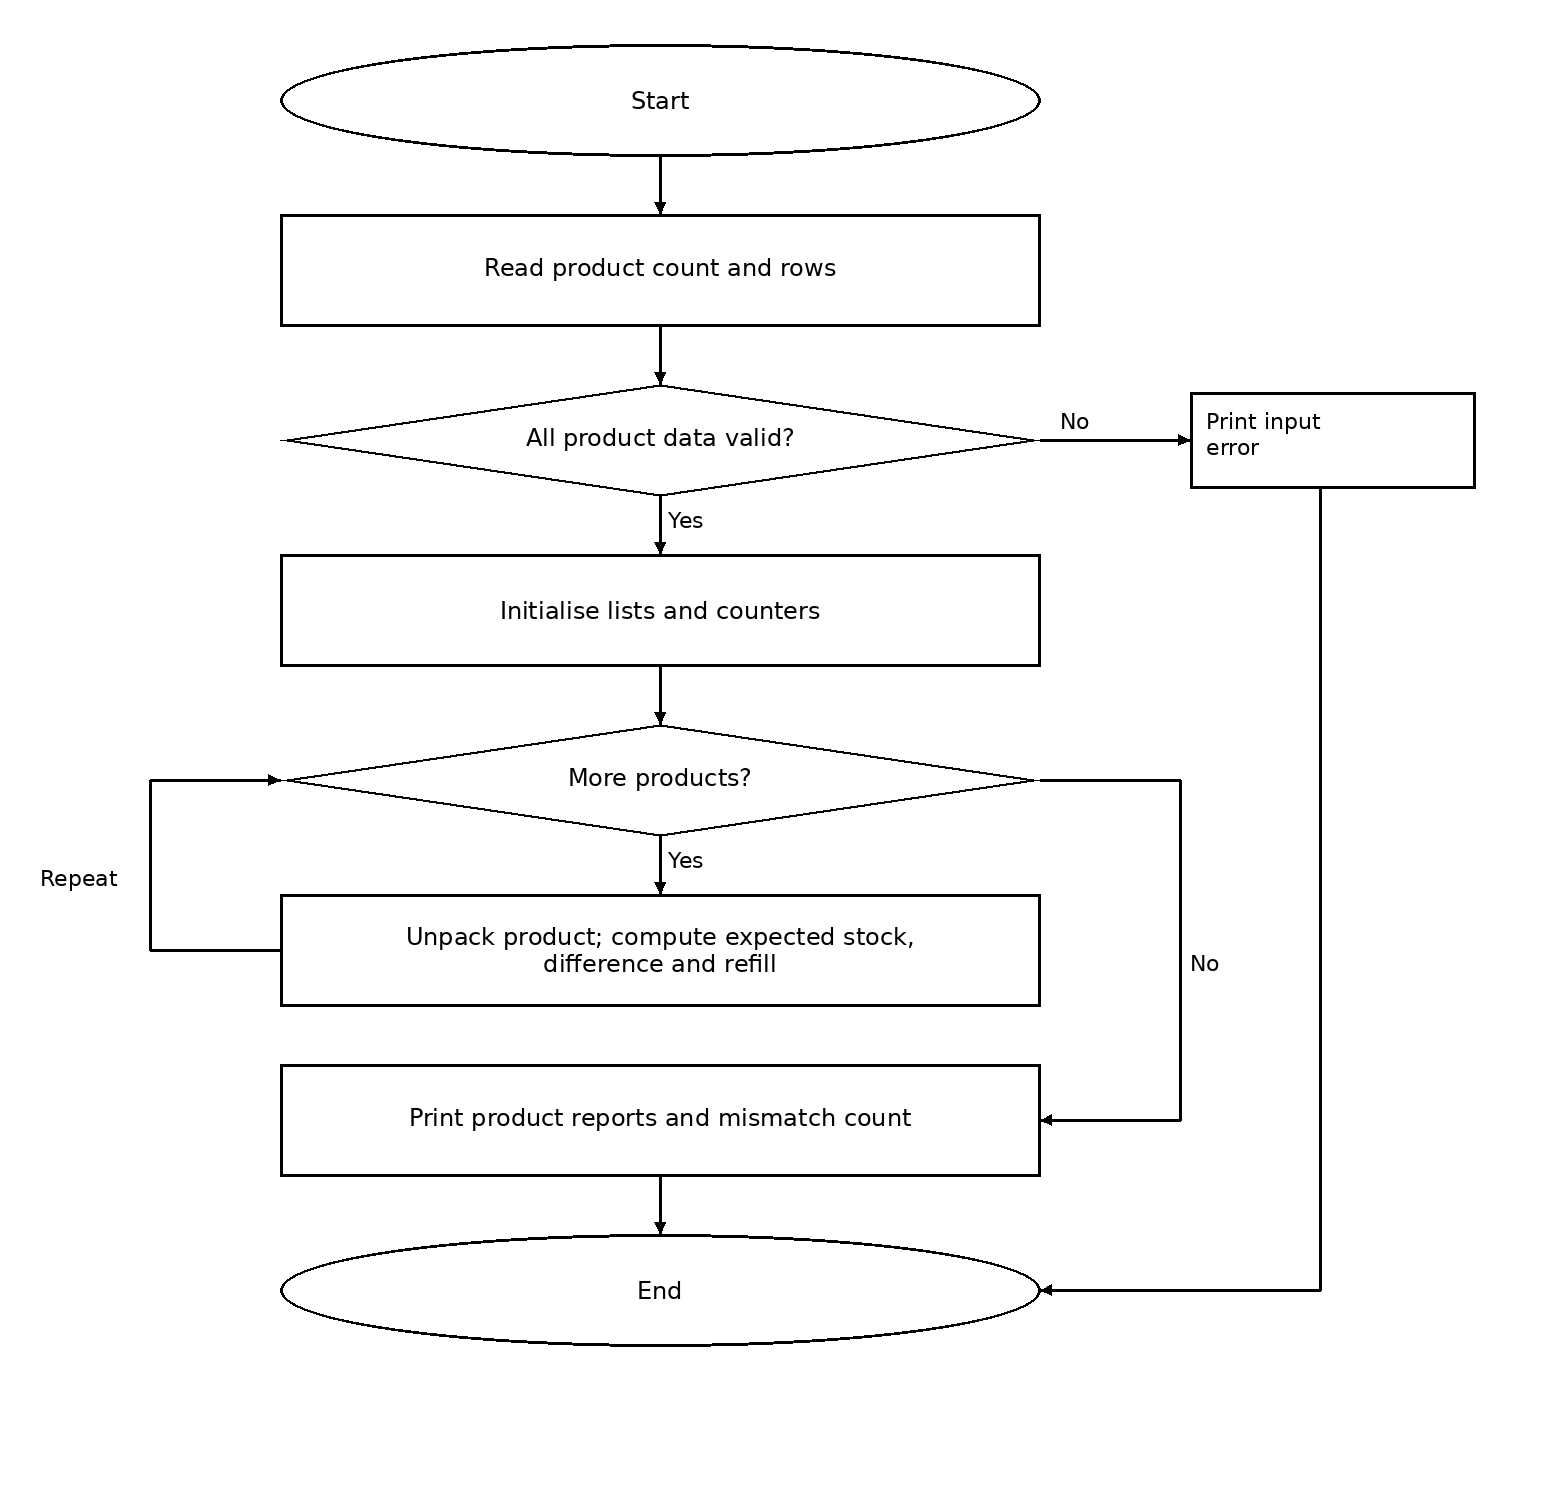 Start
Read product count and rows
All product data valid?
No
Print input
error
Yes
Initialise lists and counters
More products?
Yes
Repeat
Unpack product; compute expected stock,
difference and refill
No
Print product reports and mismatch count
End